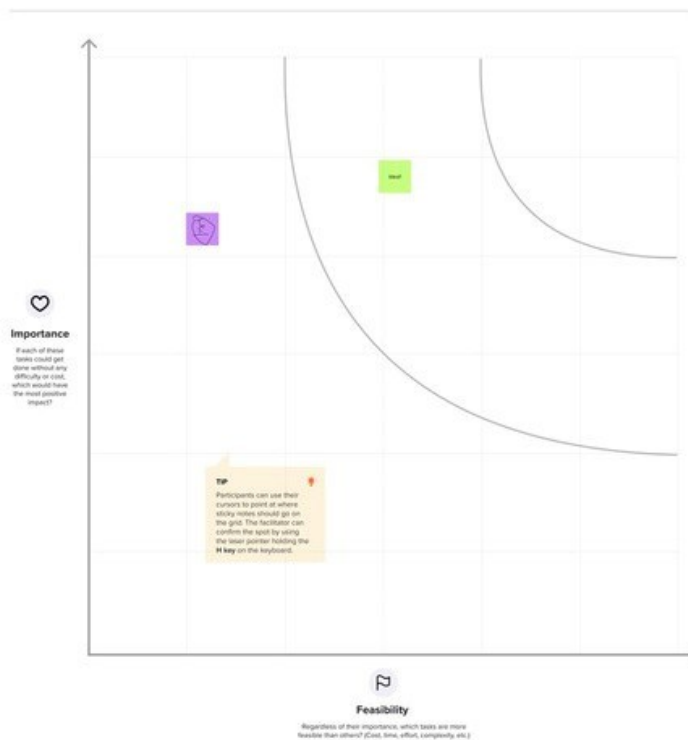 Importance
If each of these
tasks could get
done without any
difficulty or cost,
which would have
the most positive
impact?
TIP
Participants can use their
cursors to point at where
sticky notes should go on
the grid. The facilitator can
confirm the spot by using
the laser pointer holding the
H key on the keyboard.
Feasibility
Regardless of their importance, which tasks are more
feasible than others? (Cost, time, effort, complexity, etc.)